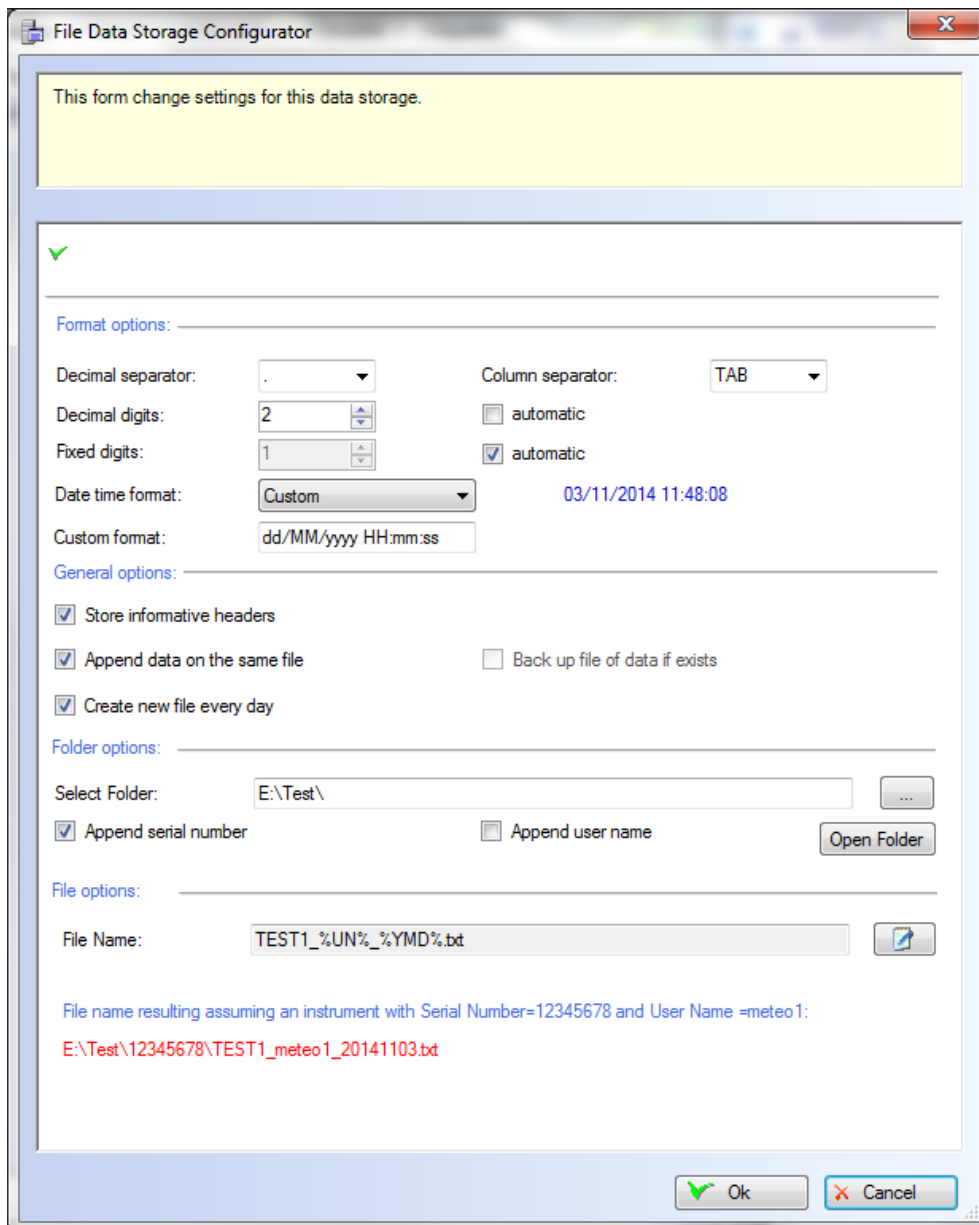 File Data Storage Configurator
This form change settings for this data storage.
Format options:
Decimal separator: . Column separator: TAB
Decimal digits: 2 automatic
Fixed digits: 1 automatic
Date time format: Custom 03/11/2014 11:48:08
Custom format: dd/MM/yyyy HH:mm:ss
General options:
Store informative headers
Append data on the same file Back up file of data if exists
Create new file every day
Folder options:
Select Folder: E:\Test\ ...
Append serial number Append user name Open Folder
File options:
File Name: TEST1_%UN%_%YMD%.txt
File name resulting assuming an instrument with Serial Number=12345678 and User Name =meteo1:
E:\Test\12345678\TEST1_meteo1_20141103.txt
Ok Cancel